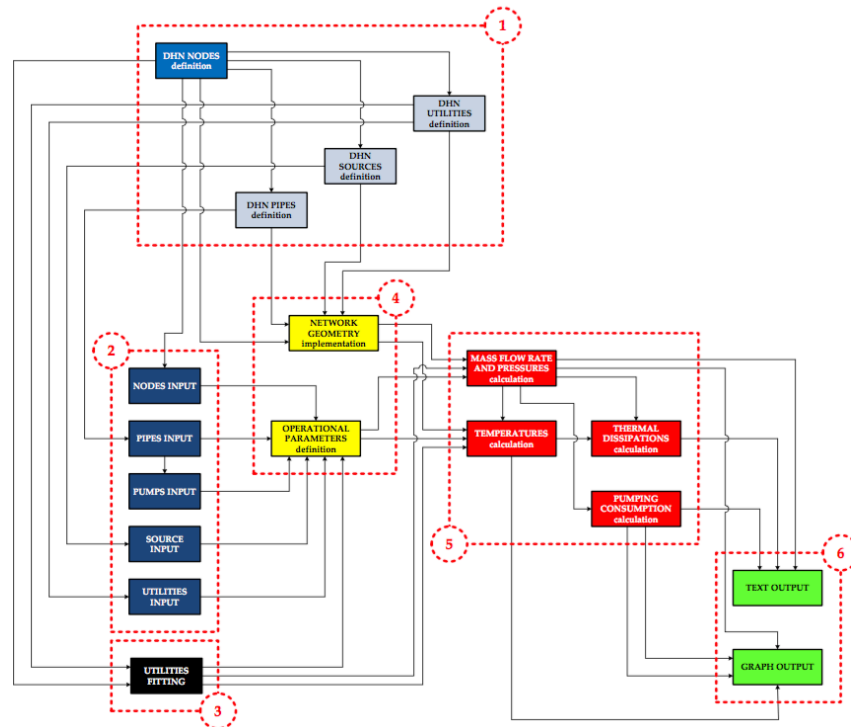 1
DHN NODES
definition
DHN
UTILITIES
definition
DHN
SOURCES
definition
DHN PIPES
definition
4
NETWORK
GEOMETRY
implementation
2
NODES INPUT
PIPES INPUT
PUMPS INPUT
SOURCE
INPUT
UTILITIES
INPUT
OPERATIONAL
PARAMETERS
definition
UTILITIES
FITTING
3
MASS FLOW RATE
AND PRESSURES
calculation
TEMPERATURES
calculation
THERMAL
DISSIPATIONS
calculation
PUMPING
CONSUMPTION
calculation
5
6
TEXT OUTPUT
GRAPH OUTPUT